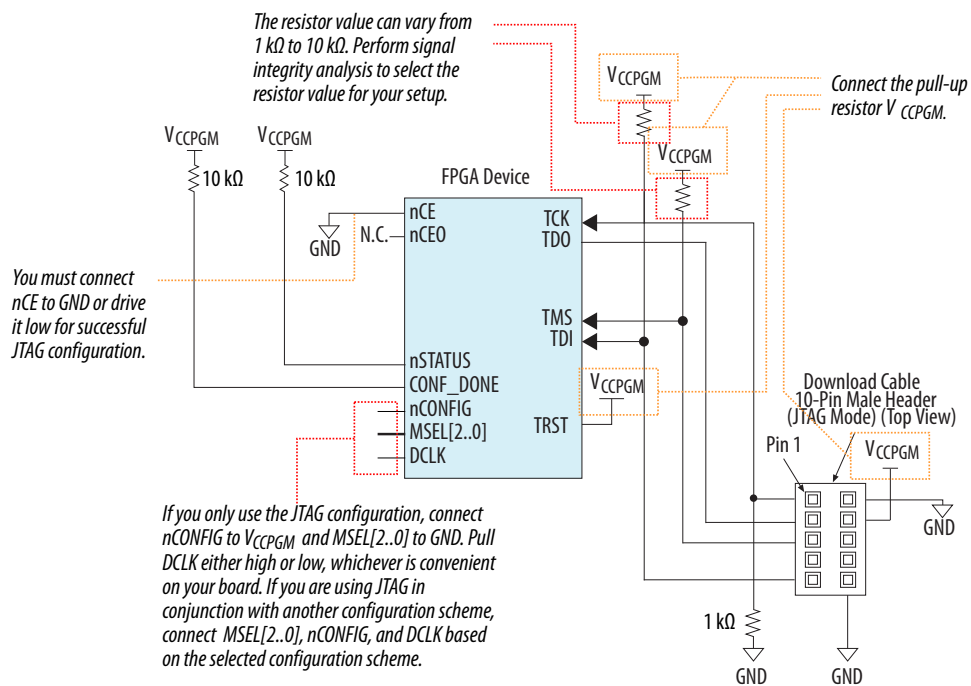 The resistor value can vary from
1 kΩ to 10 kΩ. Perform signal
integrity analysis to select the
resistor value for your setup.
VCCPGM
Connect the pull-up
resistor V CCPGM.
VCCPGM
VCCPGM
VCCPGM
10 kΩ
10 kΩ
FPGA Device
nCE
GND
N.C.
nCEO
TCK
TDO
You must connect
nCE to GND or drive
it low for successful
JTAG configuration.
TMS
TDI
nSTATUS
CONF_DONE
nCONFIG
MSEL[2..0]
DCLK
VCCPGM
TRST
Download Cable
10-Pin Male Header
(JTAG Mode) (Top View)
Pin 1
VCCPGM
GND
If you only use the JTAG configuration, connect
nCONFIG to VCCPGM and MSEL[2..0] to GND. Pull
DCLK either high or low, whichever is convenient
on your board. If you are using JTAG in
conjunction with another configuration scheme,
connect MSEL[2..0], nCONFIG, and DCLK based
on the selected configuration scheme.
1 kΩ
GND
GND